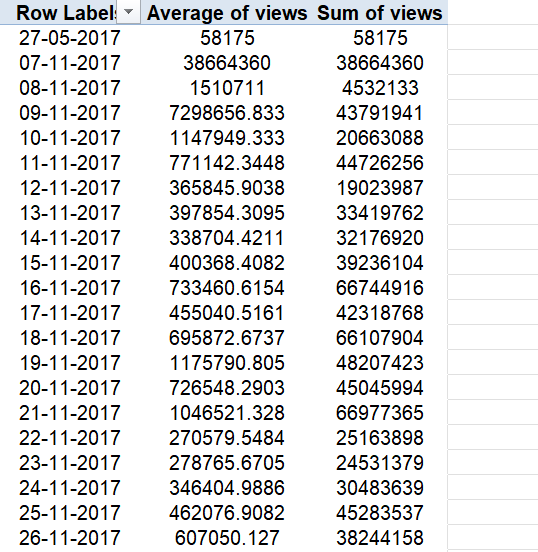 Row Label Average of views Sum of views
27-05-2017 58175 58175
07-11-2017 38664360 38664360
08-11-2017 1510711 4532133
09-11-2017 7298656.833 43791941
10-11-2017 1147949.333 20663088
11-11-2017 771142.3448 44726256
12-11-2017 365845.9038 19023987
13-11-2017 397854.3095 33419762
14-11-2017 338704.4211 32176920
15-11-2017 400368.4082 39236104
16-11-2017 733460.6154 66744916
17-11-2017 455040.5161 42318768
18-11-2017 695872.6737 66107904
19-11-2017 1175790.805 48207423
20-11-2017 726548.2903 45045994
21-11-2017 1046521.328 66977365
22-11-2017 270579.5484 25163898
23-11-2017 278765.6705 24531379
24-11-2017 346404.9886 30483639
25-11-2017 462076.9082 45283537
26-11-2017 607050.127 38244158